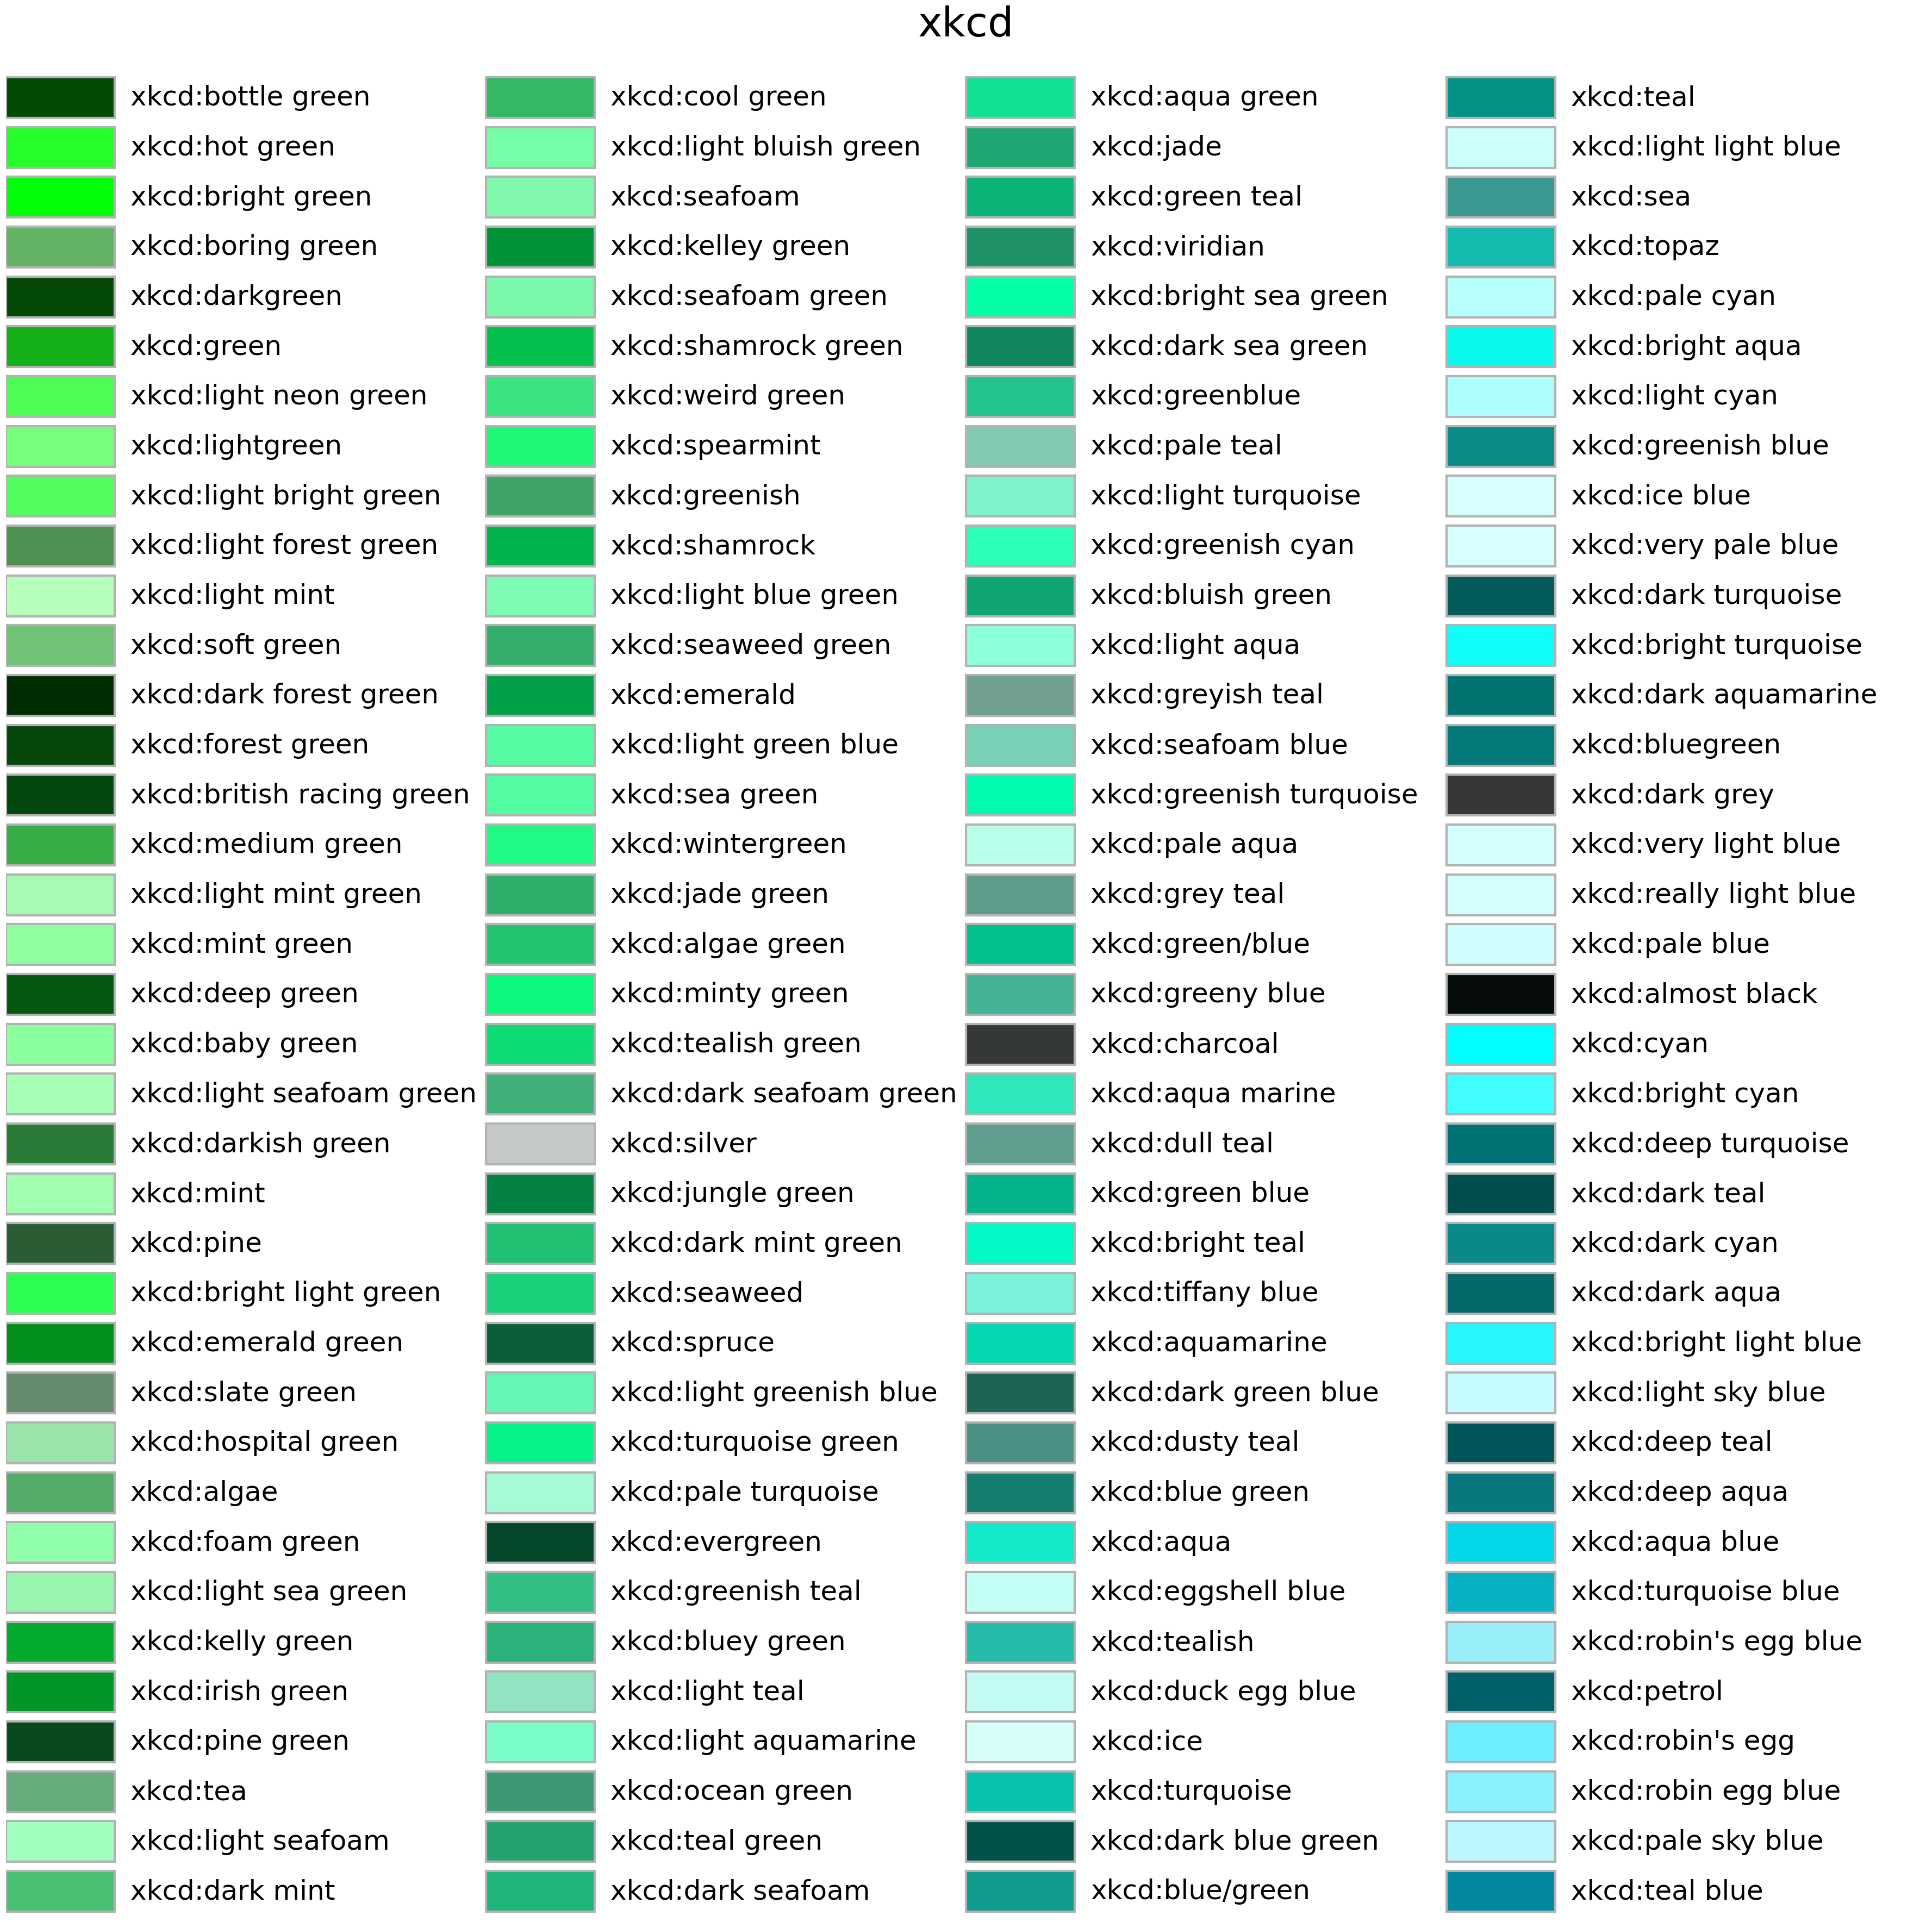 xkcd
xkcd:bottle green
xkcd:hot green
xkcd:bright green
xkcd:boring green
xkcd:darkgreen
xkcd:green
xkcd:light neon green
xkcd:lightgreen
xkcd:light bright green
xkcd:light forest green
xkcd:light mint
xkcd:soft green
xkcd:dark forest green
xkcd:forest green
xkcd:british racing green
xkcd:medium green
xkcd:light mint green
xkcd:mint green
xkcd:deep green
xkcd:baby green
xkcd:light seafoam green
xkcd:darkish green
xkcd:mint
xkcd:pine
xkcd:bright light green
xkcd:emerald green
xkcd:slate green
xkcd:hospital green
xkcd:algae
xkcd:foam green
xkcd:light sea green
xkcd:kelly green
xkcd:irish green
xkcd:pine green
xkcd:tea
xkcd:light seafoam
xkcd:dark mint
xkcd:cool green
xkcd:light bluish green
xkcd:seafoam
xkcd:kelley green
xkcd:seafoam green
xkcd:shamrock green
xkcd:weird green
xkcd:spearmint
xkcd:greenish
xkcd:shamrock
xkcd:light blue green
xkcd:seaweed green
xkcd:emerald
xkcd:light green blue
xkcd:sea green
xkcd:wintergreen
xkcd:jade green
xkcd:algae green
xkcd:minty green
xkcd:tealish green
xkcd:dark seafoam green
xkcd:silver
xkcd:jungle green
xkcd:dark mint green
xkcd:seaweed
xkcd:spruce
xkcd:light greenish blue
xkcd:turquoise green
xkcd:pale turquoise
xkcd:evergreen
xkcd:greenish teal
xkcd:bluey green
xkcd:light teal
xkcd:light aquamarine
xkcd:ocean green
xkcd:teal green
xkcd:dark seafoam
xkcd:aqua green
xkcd:jade
xkcd:green teal
xkcd:viridian
xkcd:bright sea green
xkcd:dark sea green
xkcd:greenblue
xkcd:pale teal
xkcd:light turquoise
xkcd:greenish cyan
xkcd:bluish green
xkcd:light aqua
xkcd:greyish teal
xkcd:seafoam blue
xkcd:greenish turquoise
xkcd:pale aqua
xkcd:grey teal
xkcd:green/blue
xkcd:greeny blue
xkcd:charcoal
xkcd:aqua marine
xkcd:dull teal
xkcd:green blue
xkcd:bright teal
xkcd:tiffany blue
xkcd:aquamarine
xkcd:dark green blue
xkcd:dusty teal
xkcd:blue green
xkcd:aqua
xkcd:eggshell blue
xkcd:tealish
xkcd:duck egg blue
xkcd:ice
xkcd:turquoise
xkcd:dark blue green
xkcd:blue/green
xkcd:teal
xkcd:light light blue
xkcd:sea
xkcd:topaz
xkcd:pale cyan
xkcd:bright aqua
xkcd:light cyan
xkcd:greenish blue
xkcd:ice blue
xkcd:very pale blue
xkcd:dark turquoise
xkcd:bright turquoise
xkcd:dark aquamarine
xkcd:bluegreen
xkcd:dark grey
xkcd:very light blue
xkcd:really light blue
xkcd:pale blue
xkcd:almost black
xkcd:cyan
xkcd:bright cyan
xkcd:deep turquoise
xkcd:dark teal
xkcd:dark cyan
xkcd:dark aqua
xkcd:bright light blue
xkcd:light sky blue
xkcd:deep teal
xkcd:deep aqua
xkcd:aqua blue
xkcd:turquoise blue
xkcd:robin's egg blue
xkcd:petrol
xkcd:robin's egg
xkcd:robin egg blue
xkcd:pale sky blue
xkcd:teal blue